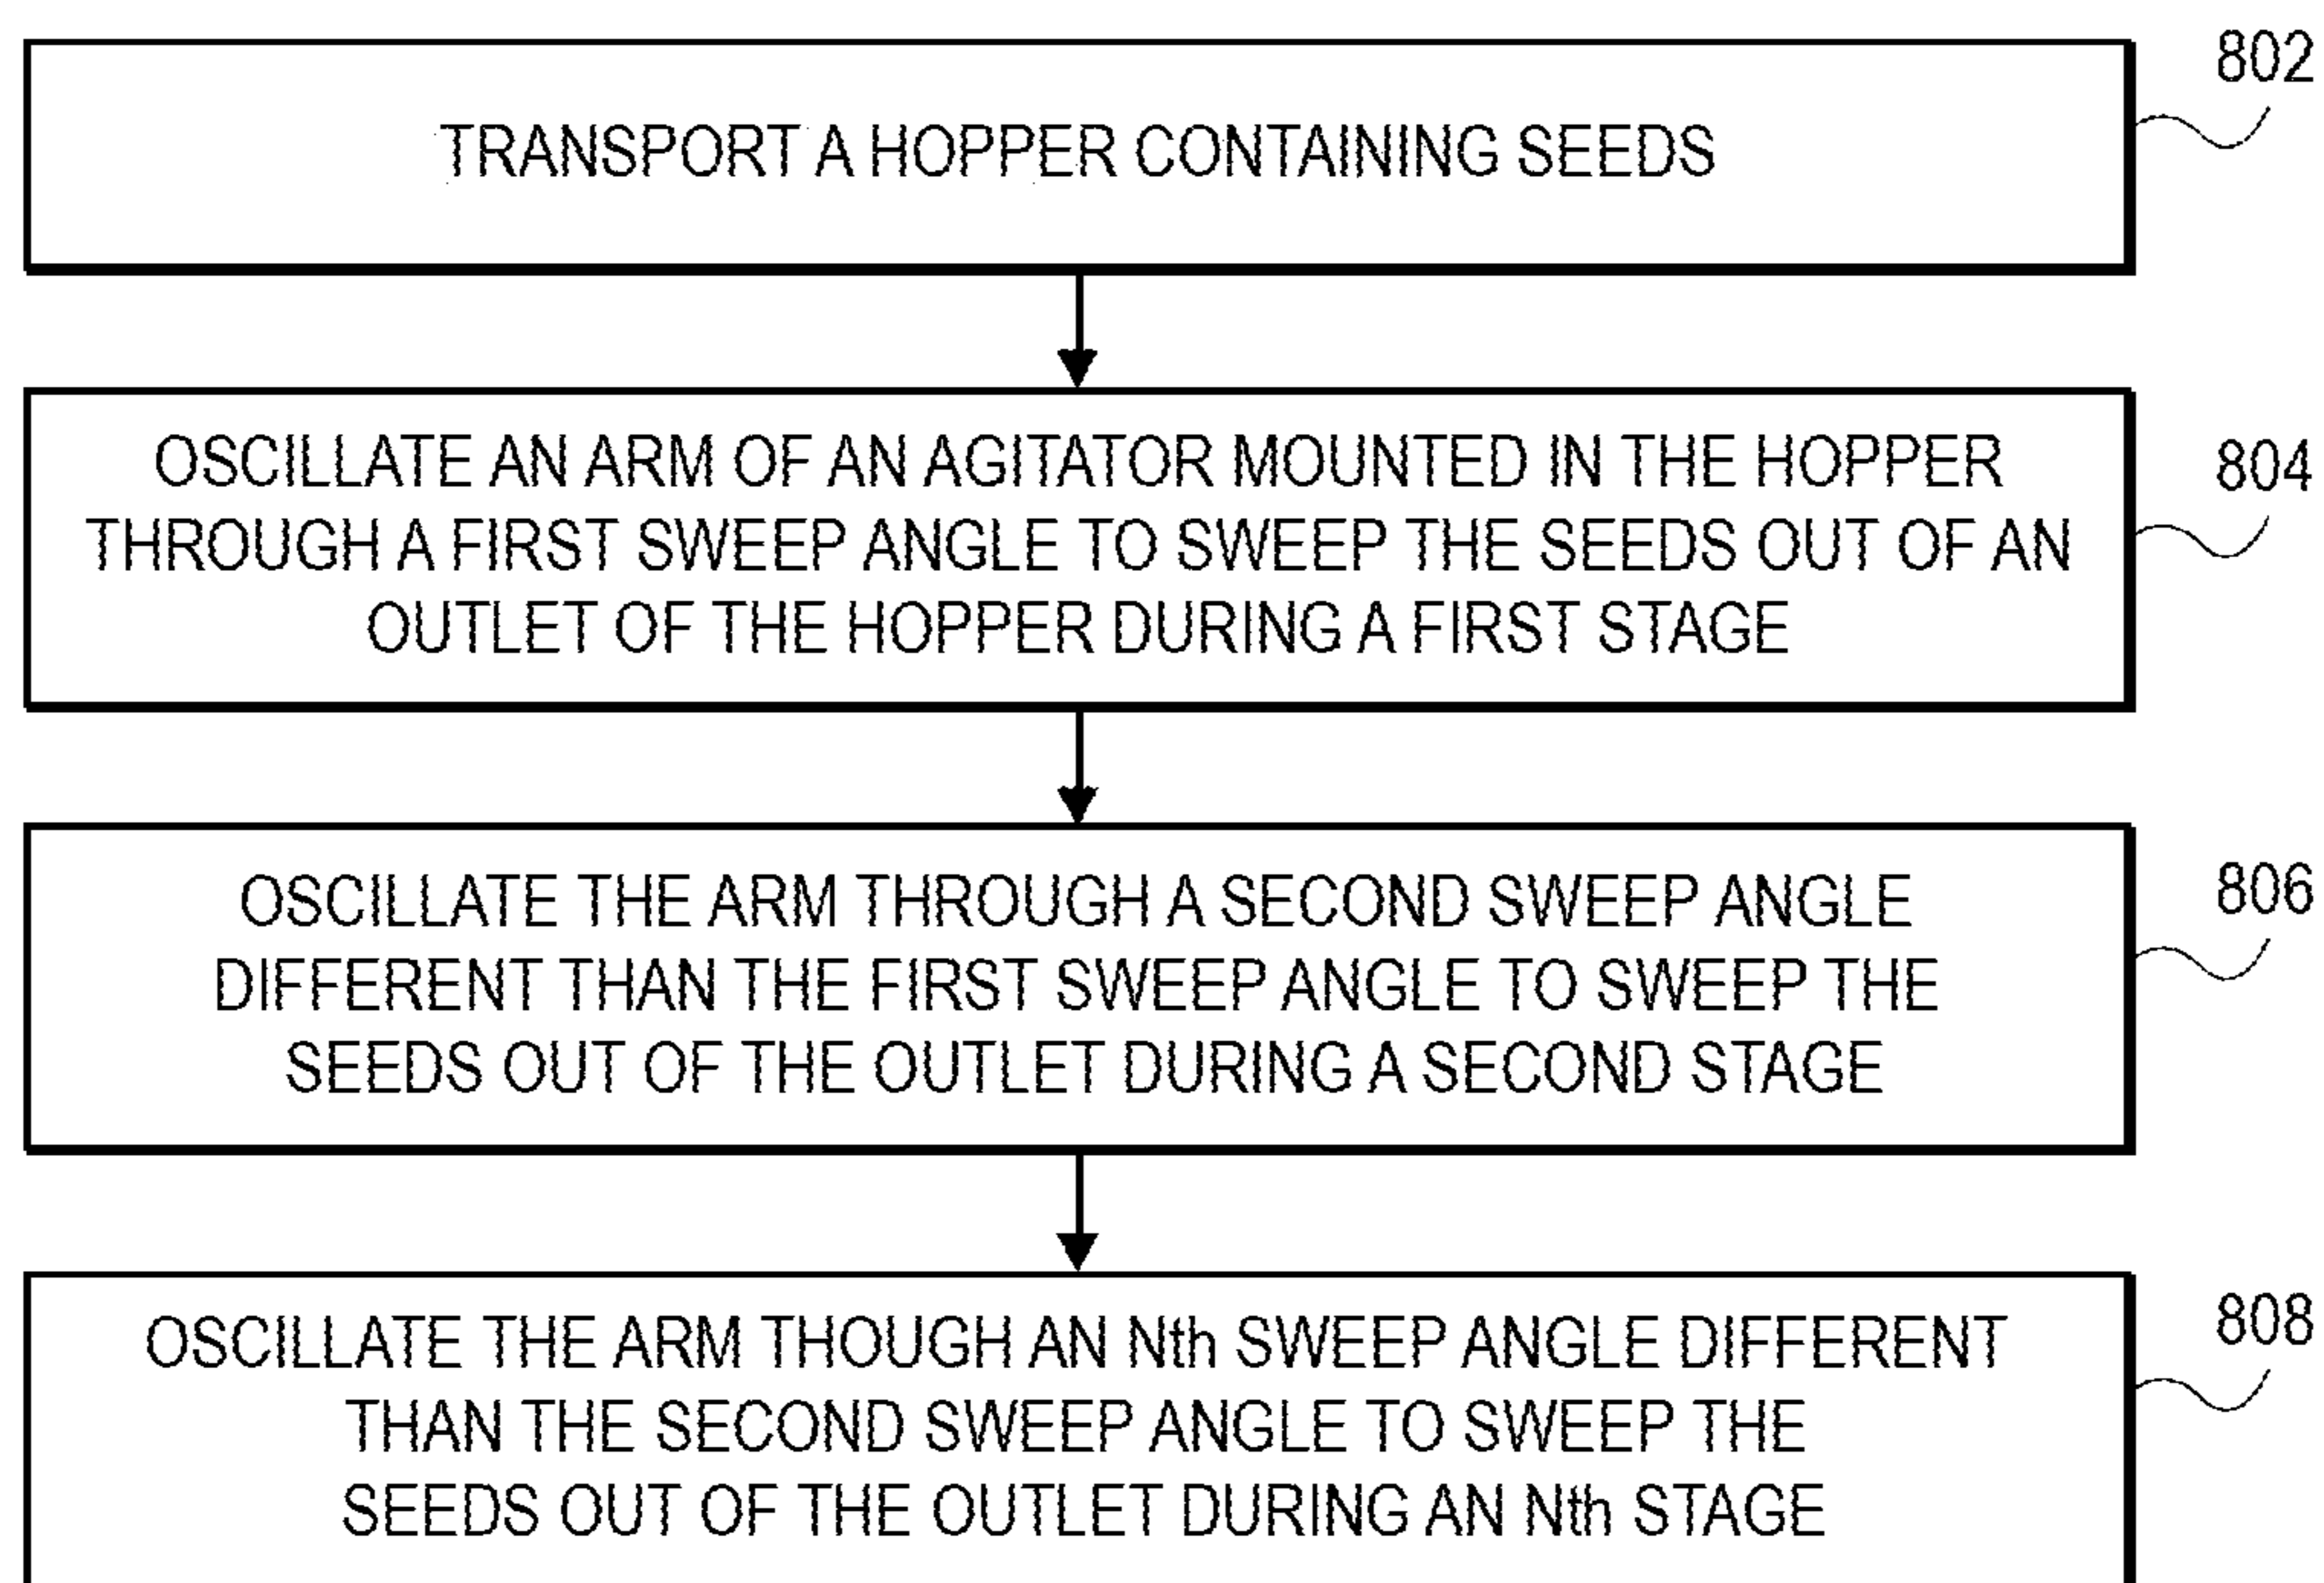 802
TRANSPORT A HOPPER CONTAINING SEEDS
804
OSCILLATE AN ARM OF AN AGITATOR MOUNTED IN THE HOPPER
THROUGH A FIRST SWEEP ANGLE TO SWEEP THE SEEDS OUT OF AN
OUTLET OF THE HOPPER DURING A FIRST STAGE
806
OSCILLATE THE ARM THROUGH A SECOND SWEEP ANGLE
DIFFERENT THAN THE FIRST SWEEP ANGLE TO SWEEP THE
SEEDS OUT OF THE OUTLET DURING A SECOND STAGE
808
OSCILLATE THE ARM THOUGH AN Nth SWEEP ANGLE DIFFERENT
THAN THE SECOND SWEEP ANGLE TO SWEEP THE
SEEDS OUT OF THE OUTLET DURING AN Nth STAGE